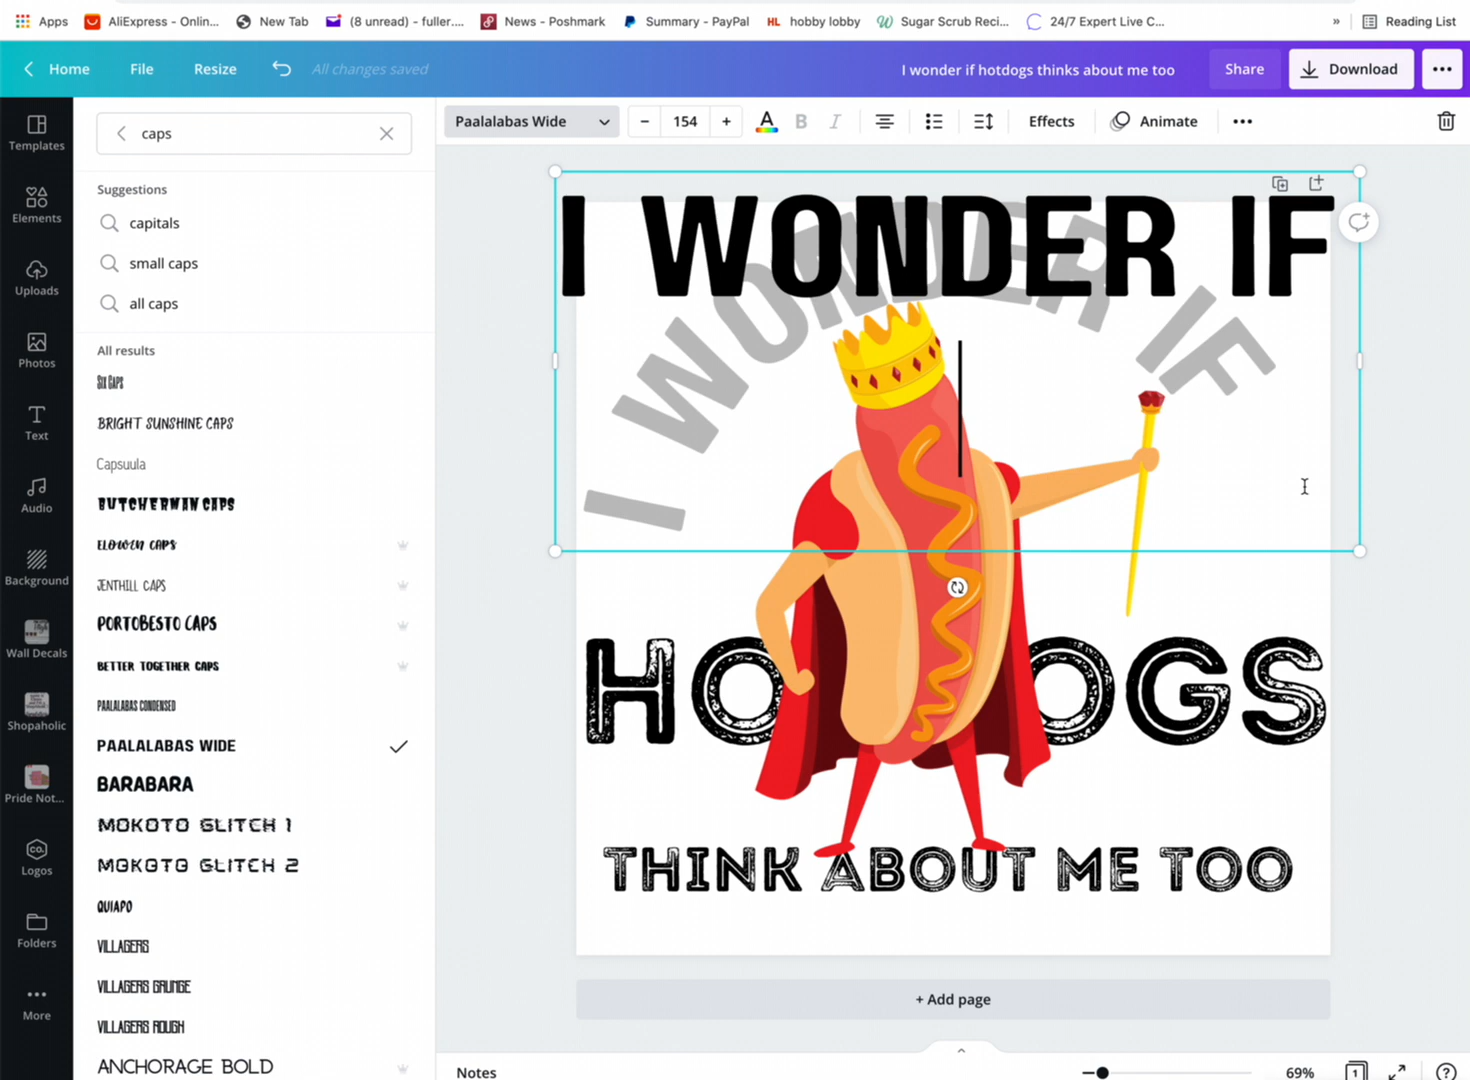 Apps
AliExpress - Onlin...
New Tab
(8 unread) - fuller....
News - Poshmark
Summary - PayPal
HL hobby lobby
Sugar Scrub Reci...
24/7 Expert Live C...
»
Reading List
Home
File
Resize
All changes saved
I wonder if hotdogs thinks about me too
Share
Download
Templates
Elements
Uploads
Photos
Text
Audio
Background
Wall Decals
Shopaholic
Pride Not...
CO.
Logos
Folders
More
caps
Suggestions
capitals
small caps
all caps
All results
SIX CAPS
BRIGHT SUNSHINE CAPS
Capsuula
BUTCHERMAN CAPS
ELOWEN CAPS
JENTHILL CAPS
PORTOBESTO CAPS
BETTER TOGETHER CAPS
PAALALABAS CONDENSED
PAALALABAS WIDE
BARABARA
MOKOTO GLITCH 1
MOKOTO GLITCH 2
QUIAPO
VILLAGERS
VILLAGERS GRUNGE
VILLAGERS ROUGH
ANCHORAGE BOLD
Paalalabas Wide
− 154 +
A B I
Effects
Animate
I WONDER IF
I WONDER IF
HO OGS
THINK ABOUT ME TOO
+ Add page
Notes
69%
1
?